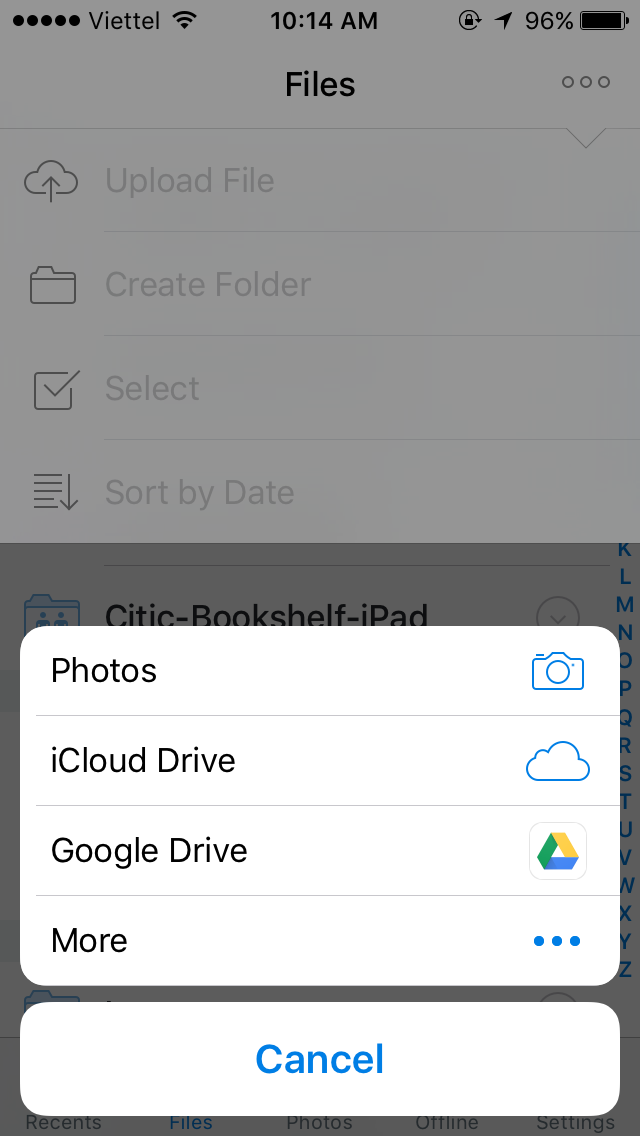 Viettel 10:14 AM 96%
Files
Upload File
Create Folder
Select
Sort by Date
K
L
Citic-Bookshelf-iPad
M
N
O
Photos
P
Q
R
iCloud Drive
S
T
U
Google Drive
V
W
X
More
Y
Z
Cancel
Recents Files Photos Offline Settings